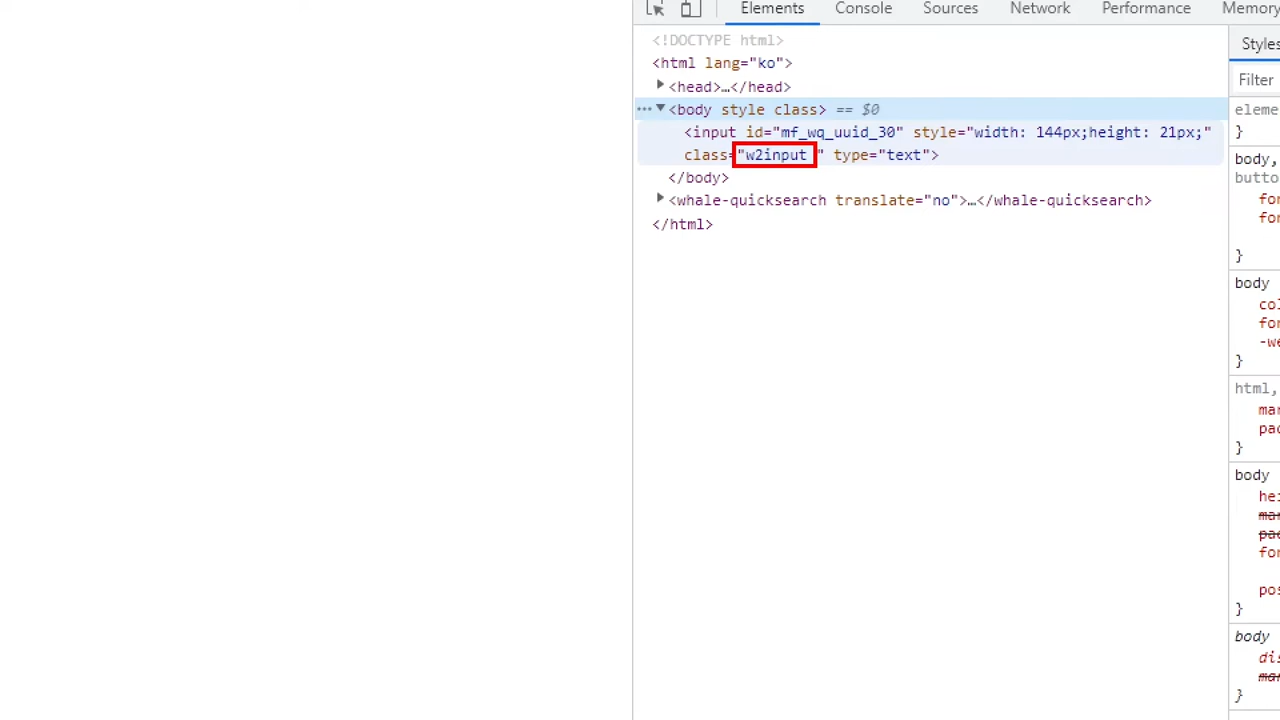 Elements Console Sources Network Performance Memory
<!DOCTYPE html>
<html lang="ko">
<head>…</head>
<body style class> == $0
<input id="mf_wq_uuid_30" style="width: 144px;height: 21px;"
class="w2input " type="text">
</body>
<whale-quicksearch translate="no">…</whale-quicksearch>
</html>
Styles
Filter
}
body,
}
body
}
html,
}
body
}
body
}